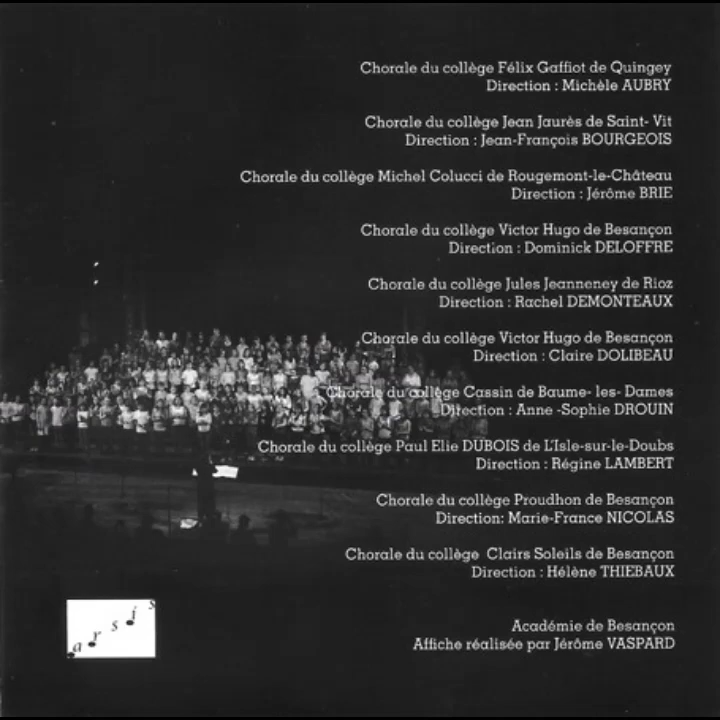 Chorale du collège Félix Gaffiot de Quingey
Direction : Michèle AUBRY
Chorale du collège Jean Jaurès de Saint- Vit
Direction : Jean-François BOURGEOIS
Chorale du collège Michel Colucci de Rougemont-le-Château
Direction : Jérôme BRIE
Chorale du collège Victor Hugo de Besançon
Direction : Dominick DELOFFRE
Chorale du collège Jules Jeanneney de Rioz
Direction : Rachel DEMONTEAUX
Chorale du collège Victor Hugo de Besançon
Direction : Claire DOLIBEAU
Chorale du collège Cassin de Baume- les- Dames
Direction : Anne -Sophie DROUIN
Chorale du collège Paul Elie DUBOIS de L'Isle-sur-le-Doubs
Direction : Régine LAMBERT
Chorale du collège Proudhon de Besançon
Direction: Marie-France NICOLAS
Chorale du collège Clairs Soleils de Besançon
Direction : Hélène THIEBAUX
Académie de Besançon
Affiche réalisée par Jérôme VASPARD
a r s i s